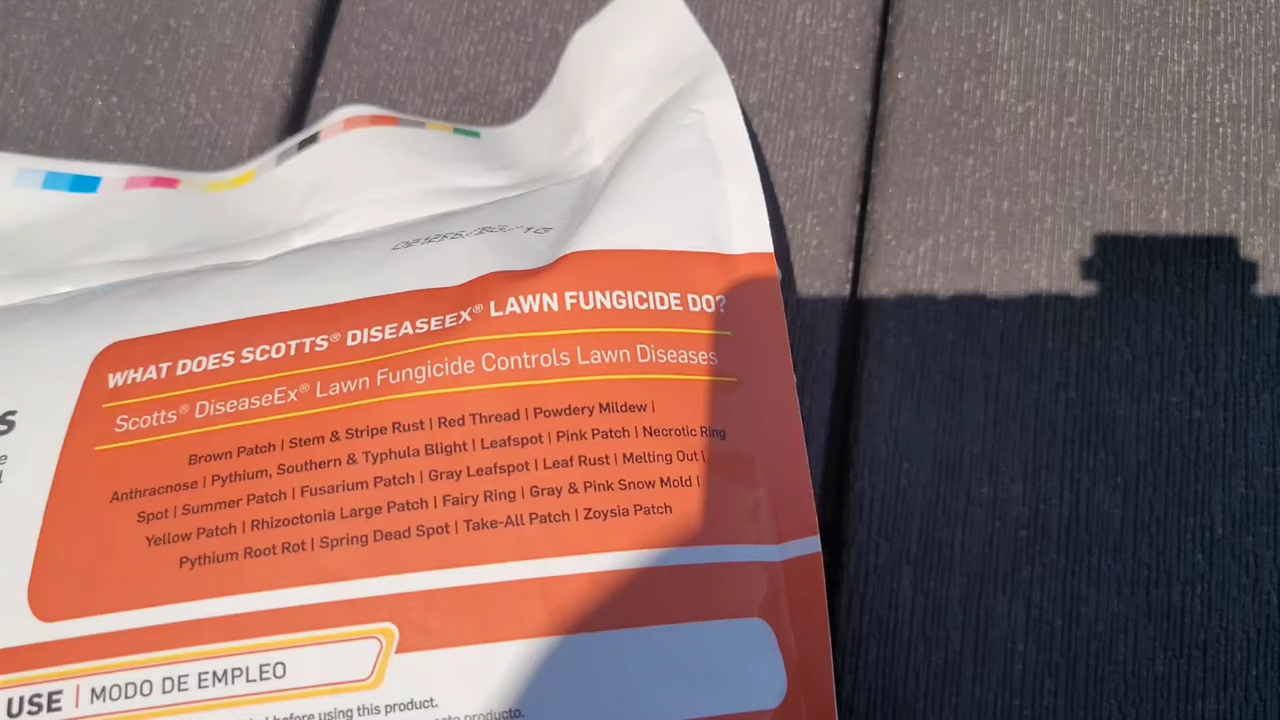 WHAT DOES SCOTTS® DISEASEEX® LAWN FUNGICIDE DO?
Scotts® DiseaseEx® Lawn Fungicide Controls Lawn Diseases
Brown Patch | Stem & Stripe Rust | Red Thread | Powdery Mildew |
Anthracnose | Pythium, Southern & Typhula Blight | Leafspot | Pink Patch | Necrotic Ring
Spot | Summer Patch | Fusarium Patch | Gray Leafspot | Leaf Rust | Melting Out |
Yellow Patch | Rhizoctonia Large Patch | Fairy Ring | Gray & Pink Snow Mold |
Pythium Root Rot | Spring Dead Spot | Take-All Patch | Zoysia Patch
USE | MODO DE EMPLEO
before using this product.
producto.